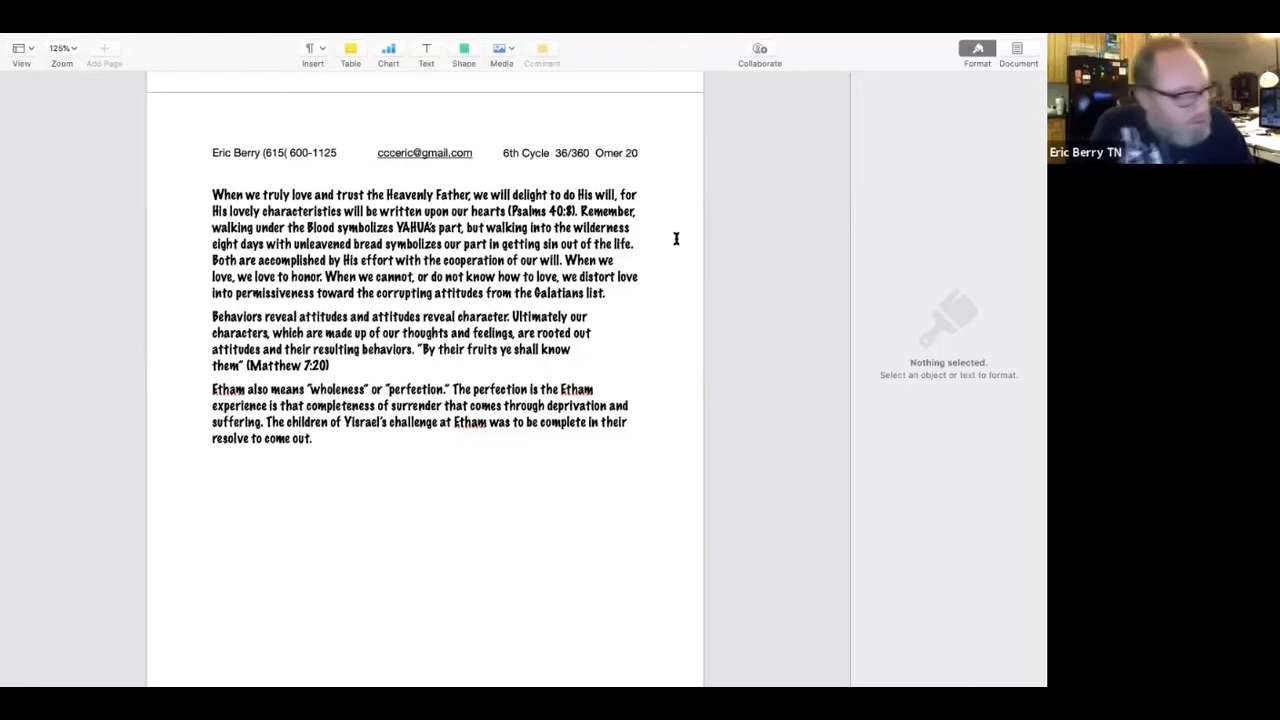 125%
View
Zoom
Add Page
Insert
Table
Chart
Text
Shape
Media
Comment
Collaborate
Format
Document
Eric Berry (615( 600-1125 ccceric@gmail.com 6th Cycle 36/360 Omer 20
When we truly love and trust the Heavenly Father, we will delight to do His will, for
His lovely characteristics will be written upon our hearts (Psalms 40:8). Remember,
walking under the Blood symbolizes YAHUA's part, but walking into the wilderness
eight days with unleavened bread symbolizes our part in getting sin out of the life.
Both are accomplished by His effort with the cooperation of our will. When we
love, we love to honor. When we cannot, or do not know how to love, we distort love
into permissiveness toward the corrupting attitudes from the Galatians list.
Behaviors reveal attitudes and attitudes reveal character. Ultimately our
characters, which are made up of our thoughts and feelings, are rooted out
attitudes and their resulting behaviors. "By their fruits ye shall know
them" (Matthew 7:20)
Etham also means "wholeness" or "perfection." The perfection is the Etham
experience is that completeness of surrender that comes through deprivation and
suffering. The children of Yisrael's challenge at Etham was to be complete in their
resolve to come out.
Nothing selected.
Select an object or text to format.
Eric Berry TN